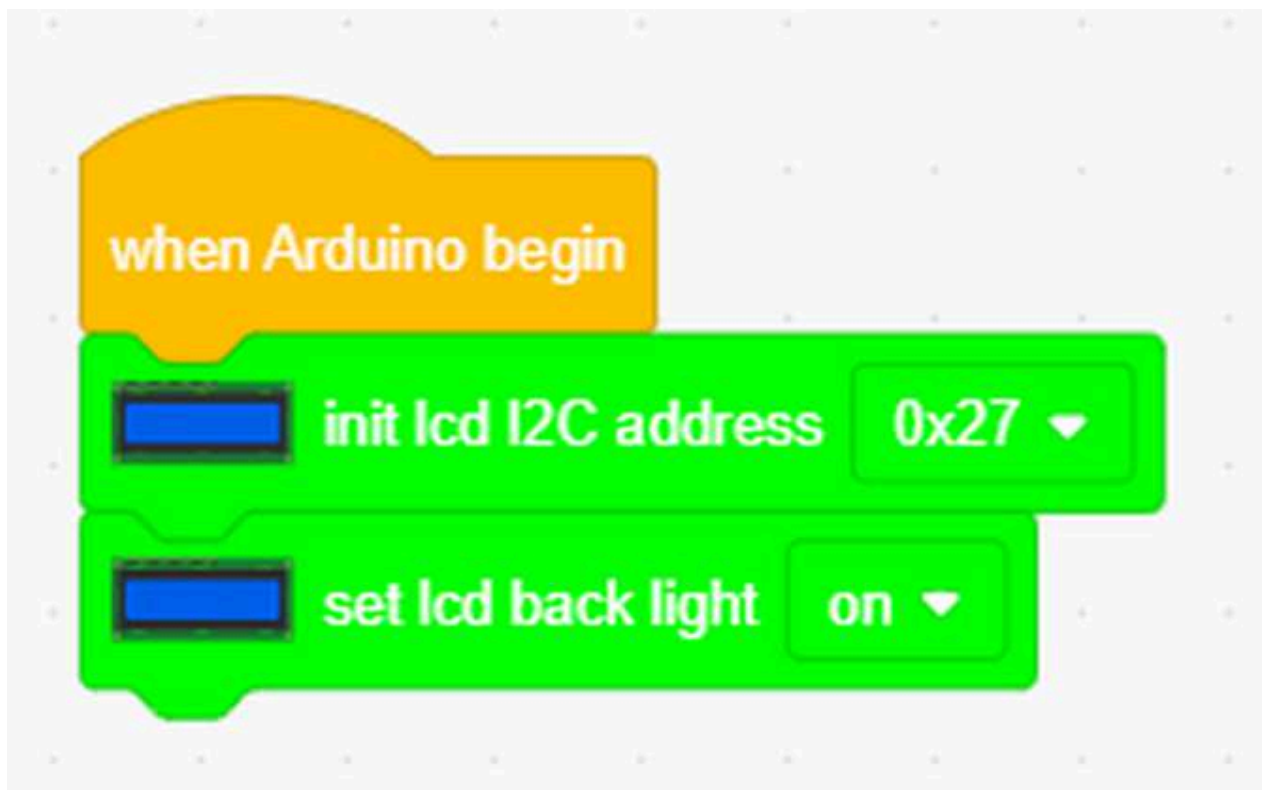 when Arduino begin
init lcd I2C address 0x27
set lcd back light on